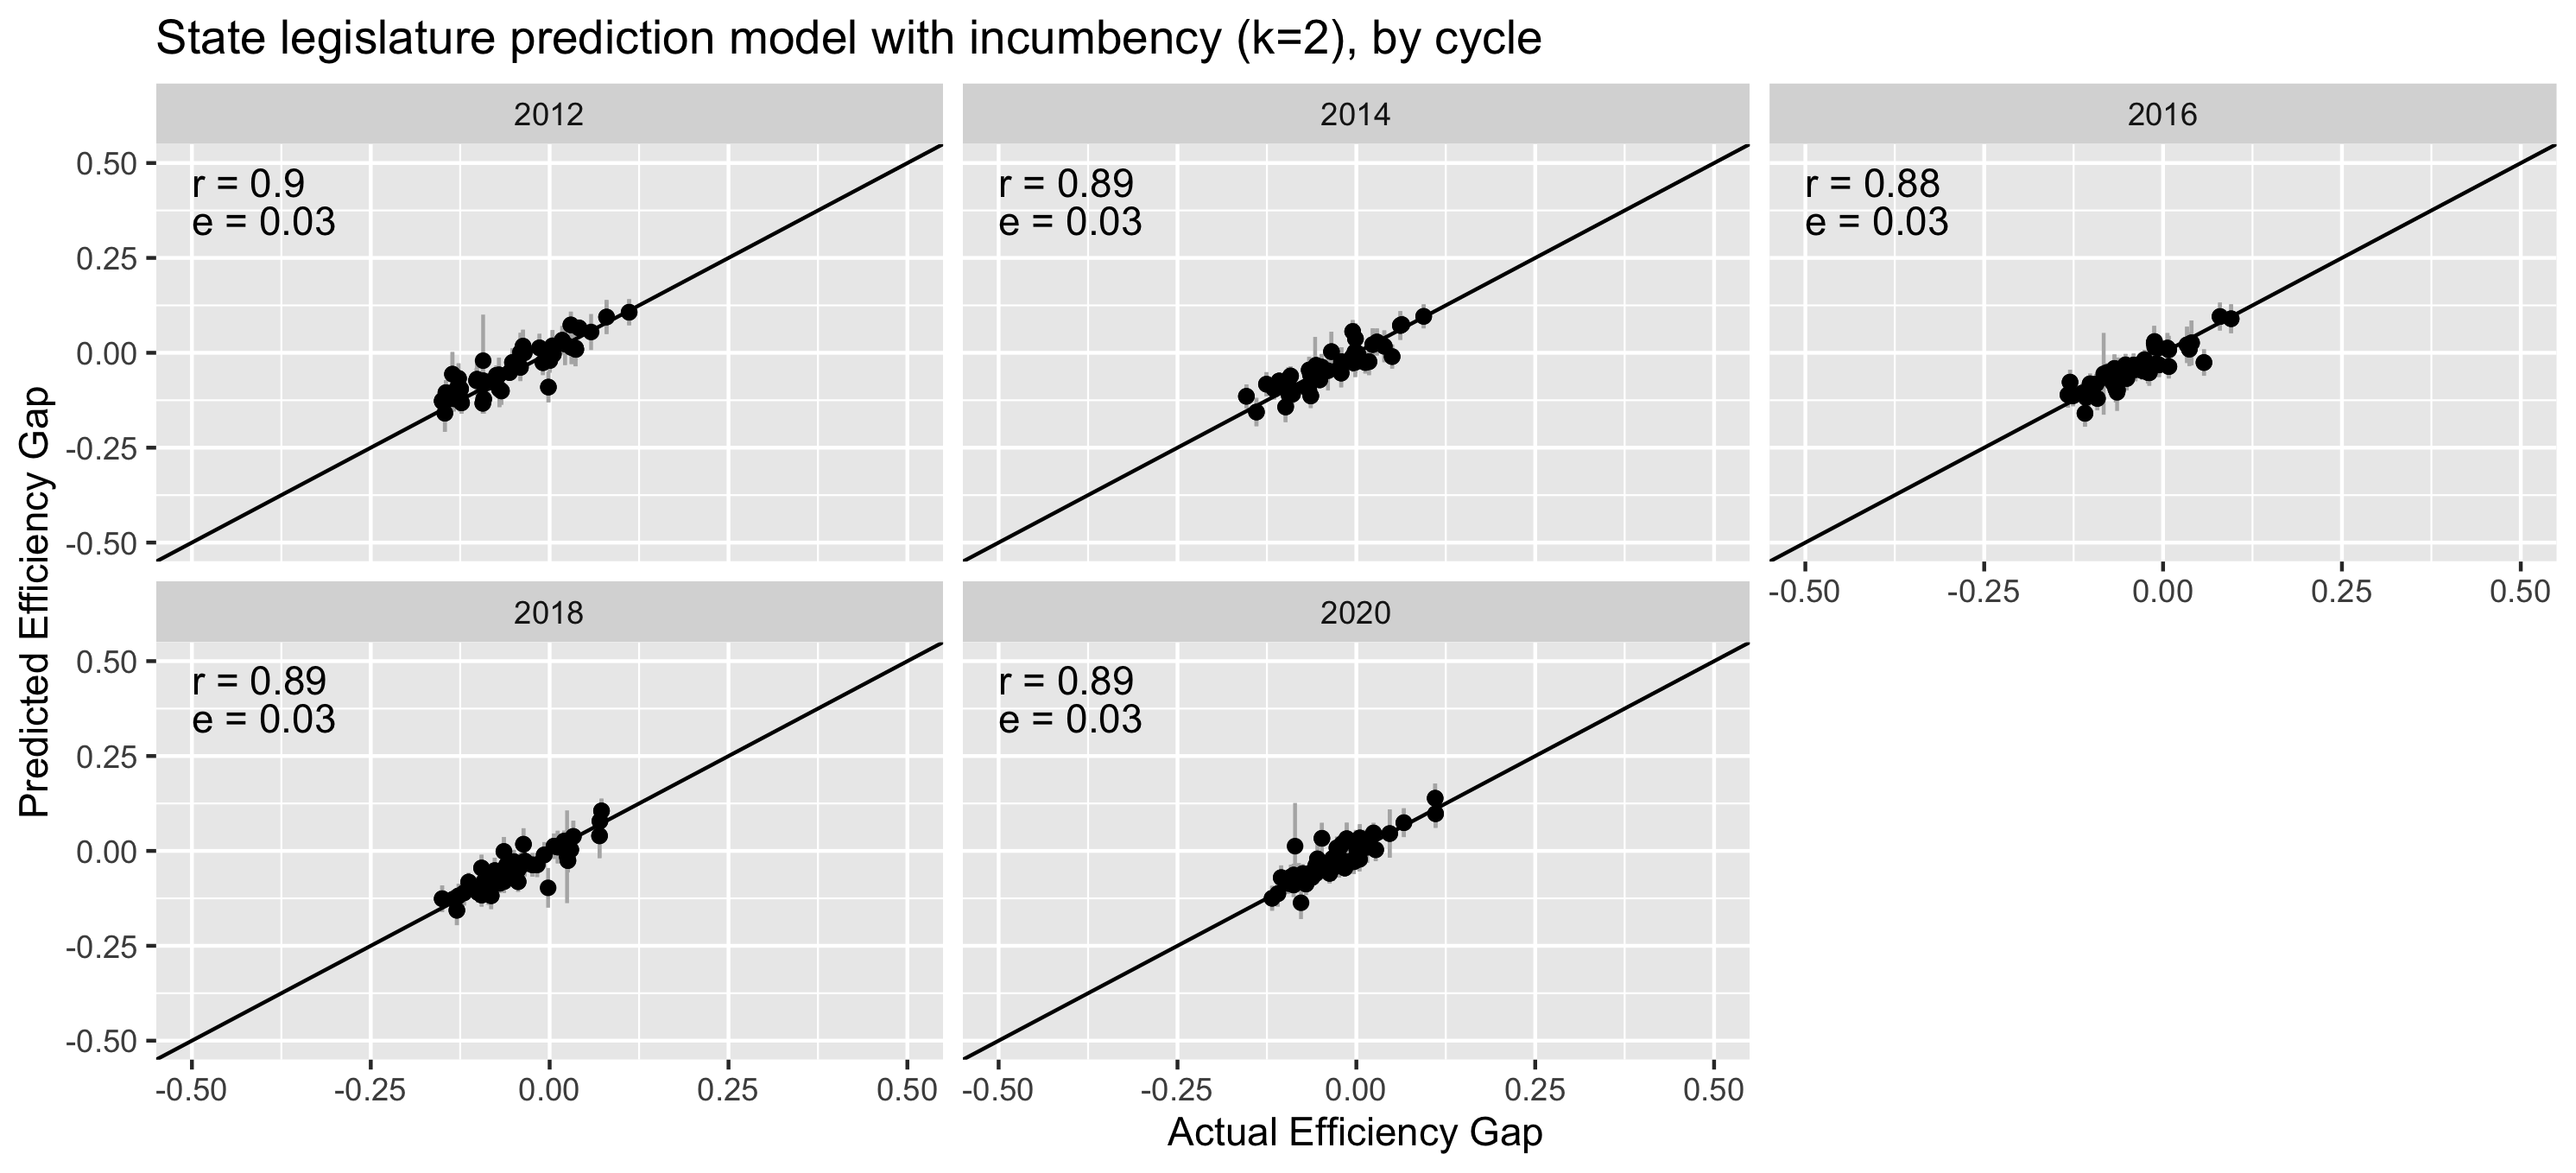 State legislature prediction model with incumbency (k=2), by cycle
2012
2014
2016
0.50
0.25
0.00
-0.25
-0.50
r = 0.9
e = 0.03
r = 0.89
e = 0.03
r = 0.88
e = 0.03
-0.50 -0.25 0.00 0.25 0.50
Predicted Efficiency Gap
2018
2020
0.50
0.25
0.00
-0.25
-0.50
r = 0.89
e = 0.03
r = 0.89
e = 0.03
-0.50 -0.25 0.00 0.25 0.50
-0.50 -0.25 0.00 0.25 0.50
Actual Efficiency Gap